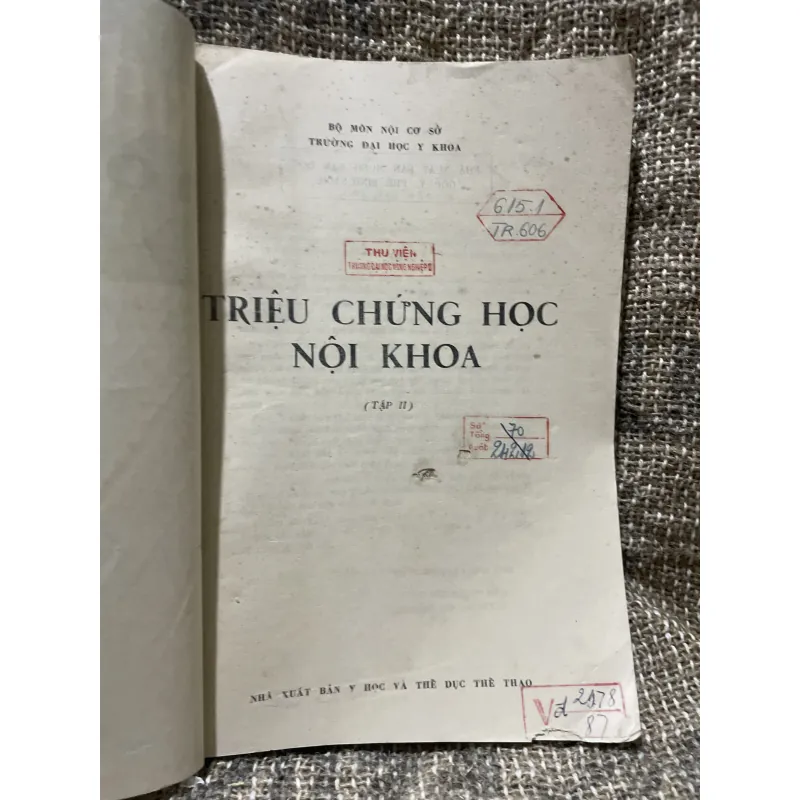 BỘ MÔN NỘI CƠ SỞ
TRƯỜNG ĐẠI HỌC Y KHOA
615.1
TR.606
THƯ VIỆN
TRIỆU CHỨNG HỌC
NỘI KHOA
(TẬP II)
70
NHÀ XUẤT BẢN Y HỌC VÀ THỂ DỤC THỂ THAO
Vđ
87